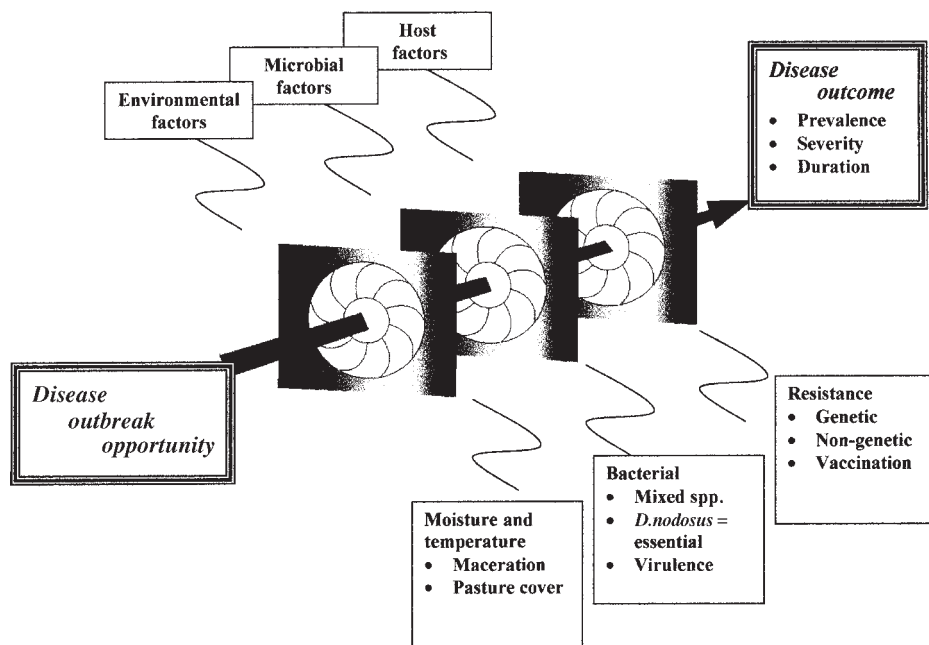 Host
factors
Microbial
factors
Environmental
factors
Disease
outcome
• Prevalence
• Severity
• Duration
Disease
outbreak
opportunity
Moisture and
temperature
• Maceration
• Pasture cover
Bacterial
• Mixed spp.
• D.nodosus =
essential
• Virulence
Resistance
• Genetic
• Non-genetic
• Vaccination